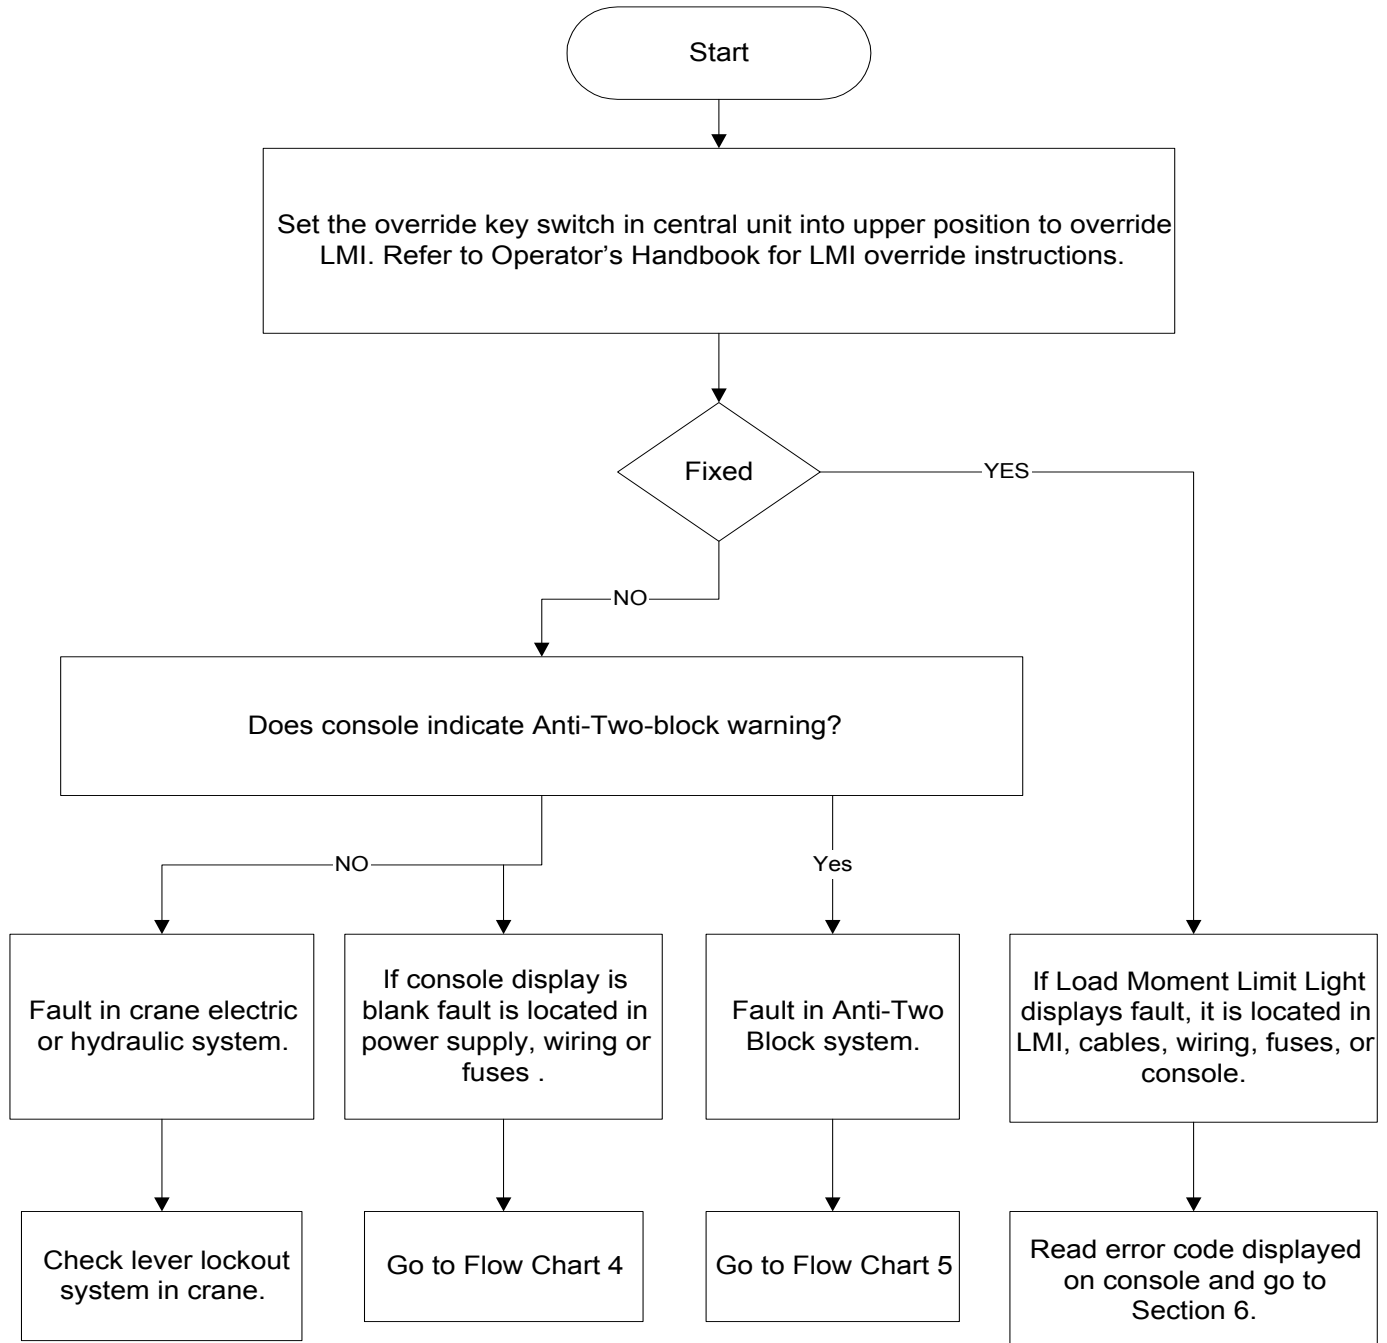 Start
Set the override key switch in central unit into upper position to override
LMI. Refer to Operator’s Handbook for LMI override instructions.
Fixed
YES
NO
Does console indicate Anti-Two-block warning?
NO
Yes
Fault in crane electric
or hydraulic system.
If console display is
blank fault is located in
power supply, wiring or
fuses .
Fault in Anti-Two
Block system.
If Load Moment Limit Light
displays fault, it is located in
LMI, cables, wiring, fuses, or
console.
Check lever lockout
system in crane.
Go to Flow Chart 4
Go to Flow Chart 5
Read error code displayed
on console and go to
Section 6.